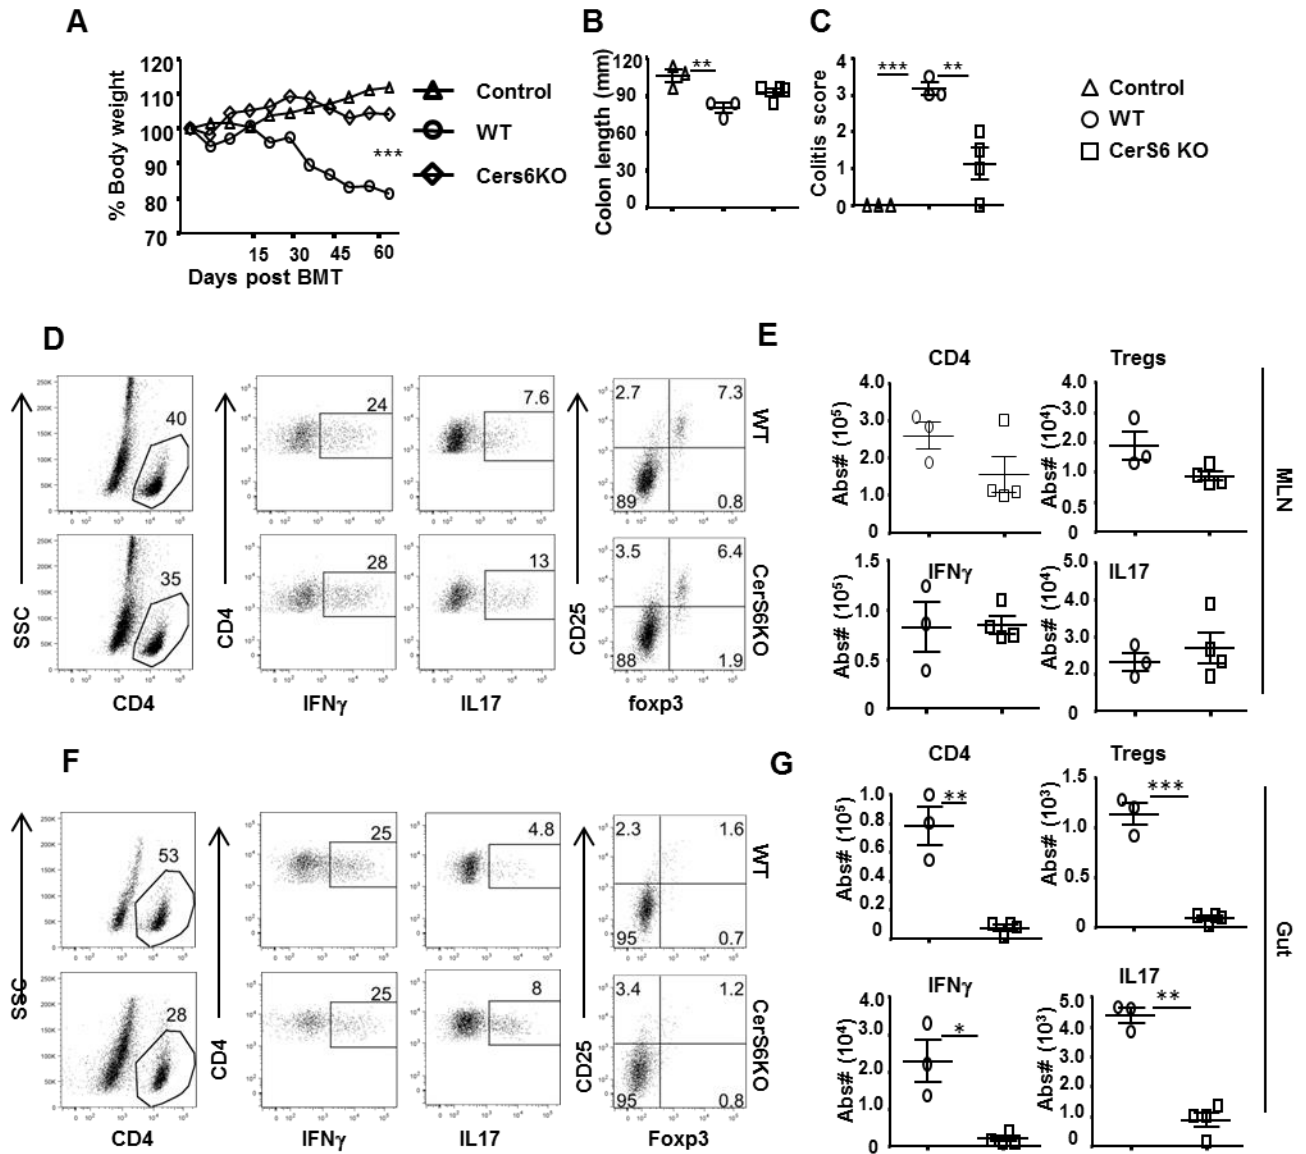 A
120
110
100
90
80
70
% Body weight
15 30 45 60
Days post BMT
***
Control
WT
Cers6KO
B
Colon length (mm)
120
90
60
30
0
**
C
Colitis score
4
3
2
1
0
***
**
Control
WT
CerS6 KO
D
40
24
7.6
2.7
7.3
89
0.8
WT
35
28
13
3.5
6.4
88
1.9
CerS6KO
SSC
CD4
CD25
CD4
IFNγ
IL17
foxp3
E
CD4
Abs# (10⁵)
4.0
3.0
2.0
1.0
0
Tregs
Abs# (10⁴)
4.0
3.0
2.0
1.0
0.5
0
IFNγ
Abs# (10⁵)
1.5
1.0
0.5
0
IL17
Abs# (10⁴)
5.0
4.0
3.0
2.0
0
MLN
F
53
25
4.8
2.3
1.6
95
0.7
WT
28
25
8
3.4
1.2
95
0.8
CerS6KO
SSC
CD4
CD25
CD4
IFNγ
IL17
Foxp3
G
CD4
Abs# (10⁵)
1.0
0.8
0.6
0.4
0.2
0
**
Tregs
Abs# (10³)
1.5
1.0
0.5
0
***
IFNγ
Abs# (10⁴)
4.0
3.0
2.0
1.0
0
*
IL17
Abs# (10³)
5.0
4.0
3.0
2.0
1.0
0
**
Gut